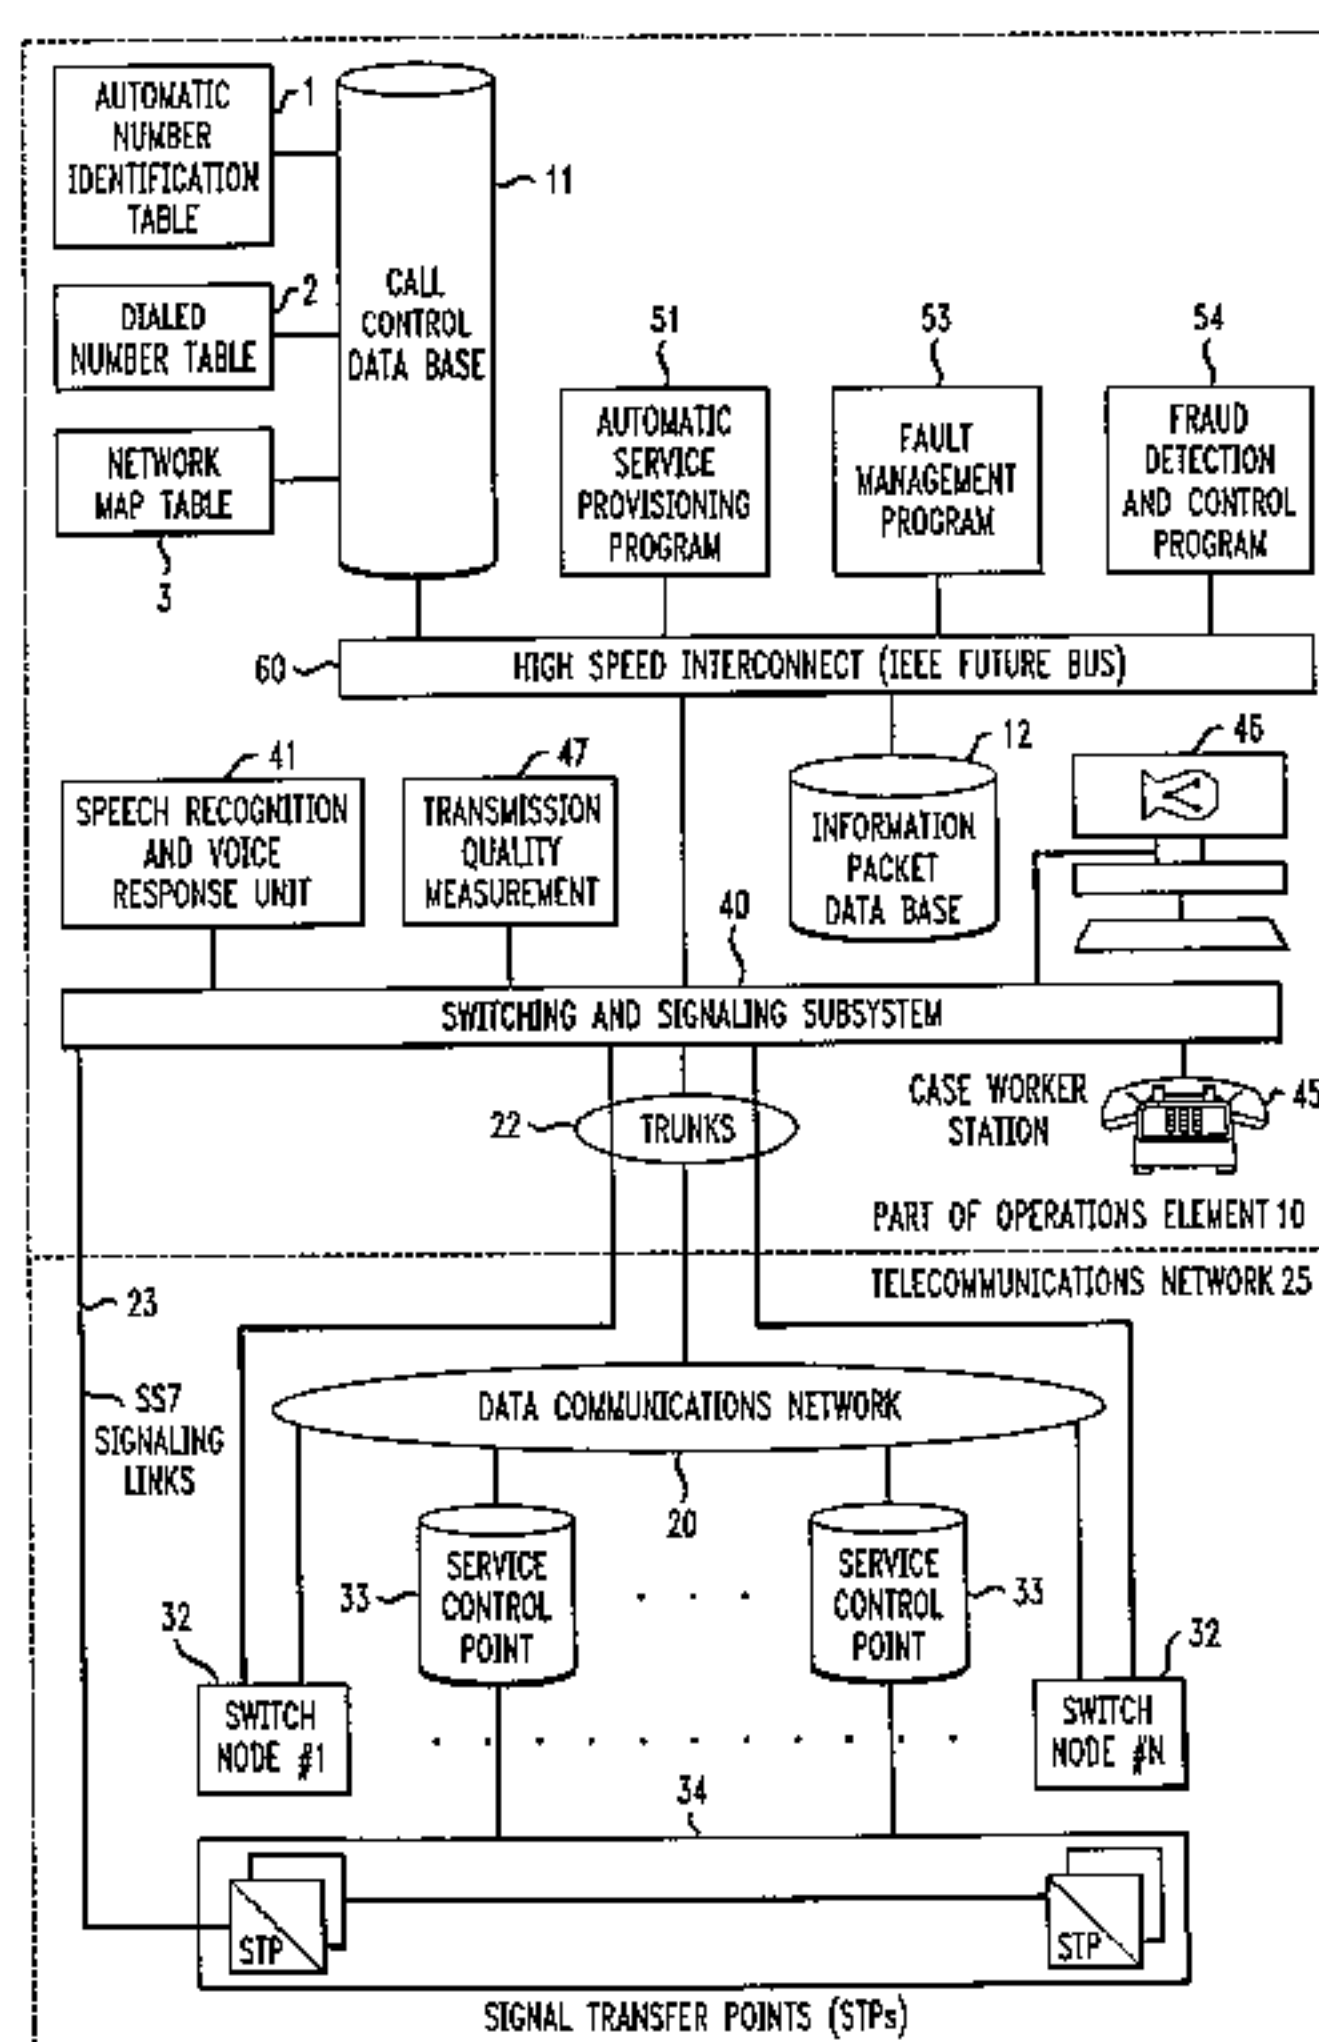 AUTOMATIC
NUMBER
IDENTIFICATION
TABLE
1
11
DIALED
NUMBER TABLE
2
CALL
CONTROL
DATA BASE
NETWORK
MAP TABLE
3
51
53
54
AUTOMATIC
SERVICE
PROVISIONING
PROGRAM
FAULT
MANAGEMENT
PROGRAM
FRAUD
DETECTION
AND CONTROL
PROGRAM
60
HIGH SPEED INTERCONNECT (IEEE FUTURE BUS)
41
47
12
46
SPEECH RECOGNITION
AND VOICE
RESPONSE UNIT
TRANSMISSION
QUALITY
MEASUREMENT
INFORMATION
PACKET
DATA BASE
40
SWITCHING AND SIGNALING SUBSYSTEM
22
TRUNKS
CASE WORKER
STATION
45
PART OF OPERATIONS ELEMENT 10
TELECOMMUNICATIONS NETWORK 25
23
SS7
SIGNALING
LINKS
DATA COMMUNICATIONS NETWORK
20
33
SERVICE
CONTROL
POINT
SERVICE
CONTROL
POINT
33
32
32
SWITCH
NODE #1
SWITCH
NODE #N
34
STP
STP
SIGNAL TRANSFER POINTS (STPs)